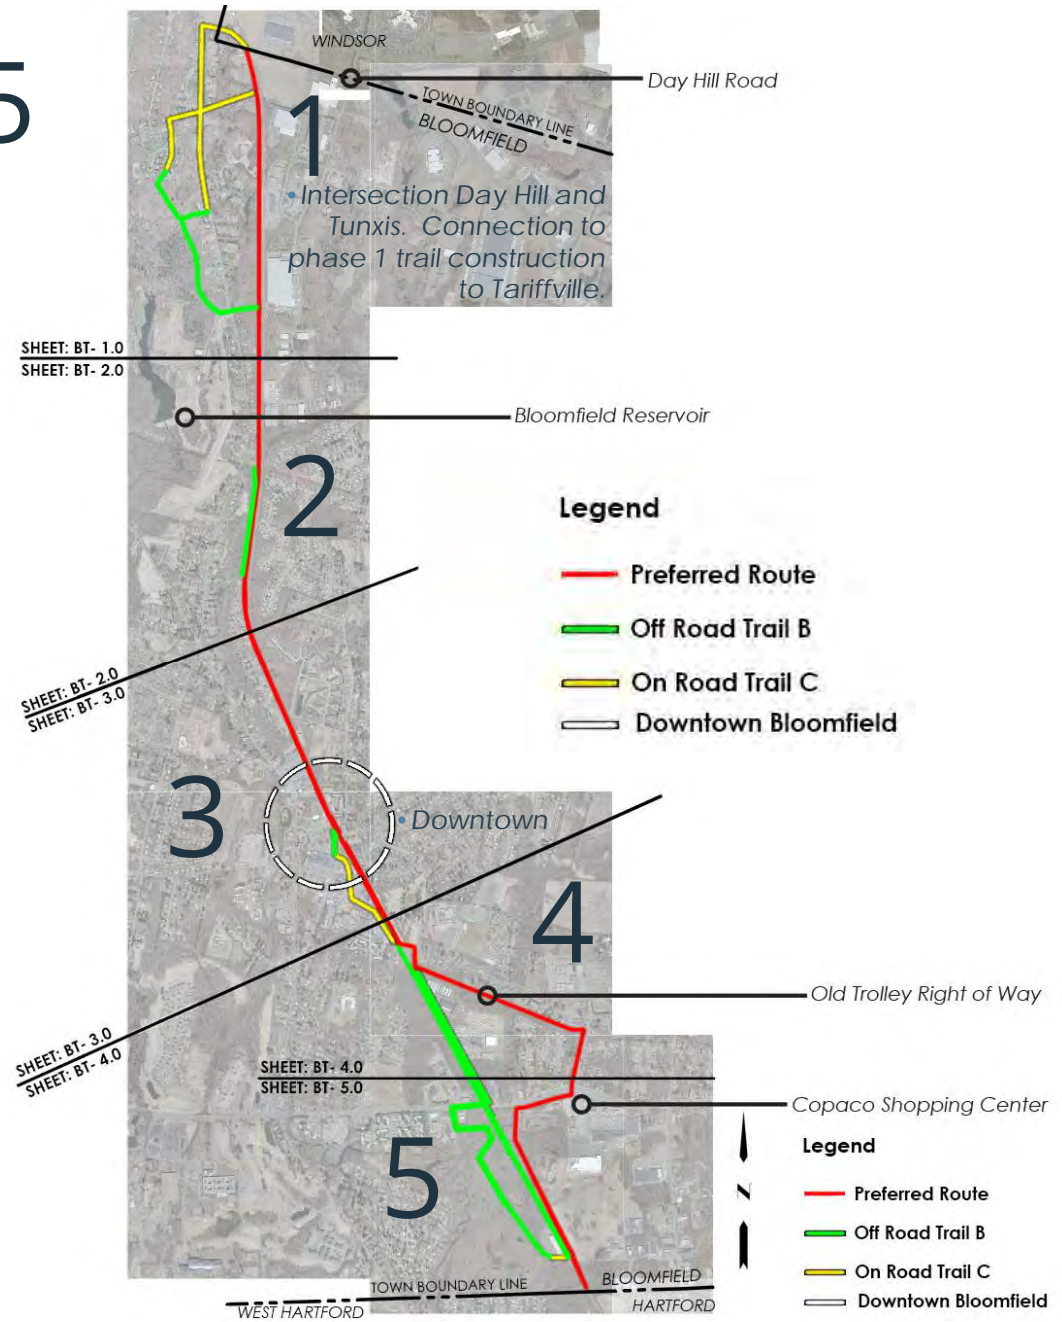 5
WINDSOR
Day Hill Road
1
TOWN BOUNDARY LINE
BLOOMFIELD
• Intersection Day Hill and
Tunxis. Connection to
phase 1 trail construction
to Tariffville.
SHEET: BT- 1.0
SHEET: BT- 2.0
Bloomfield Reservoir
2
Legend
Preferred Route
Off Road Trail B
On Road Trail C
Downtown Bloomfield
SHEET: BT- 2.0
SHEET: BT- 3.0
3
• Downtown
4
Old Trolley Right of Way
SHEET: BT- 3.0
SHEET: BT- 4.0
SHEET: BT- 4.0
SHEET: BT- 5.0
Copaco Shopping Center
5
N
Legend
Preferred Route
Off Road Trail B
On Road Trail C
Downtown Bloomfield
TOWN BOUNDARY LINE
BLOOMFIELD
WEST HARTFORD
HARTFORD